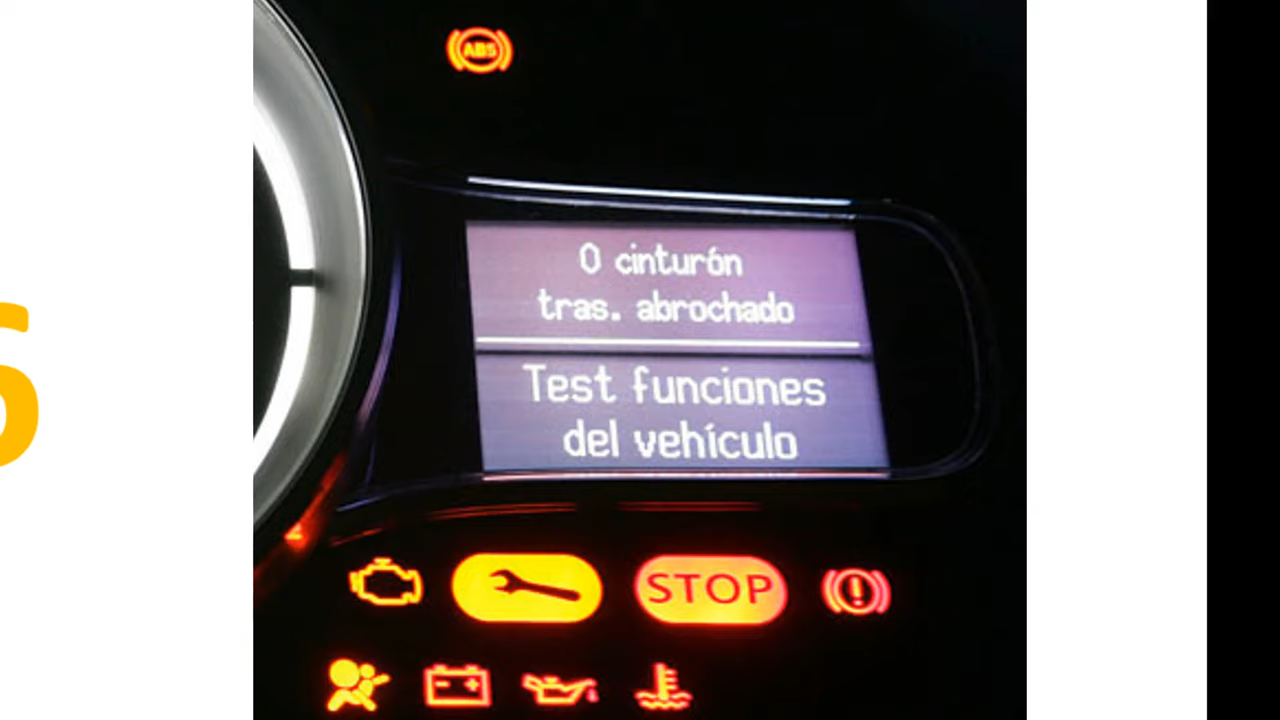 ABS
0 cinturón
tras. abrochado
Test funciones
del vehículo
STOP